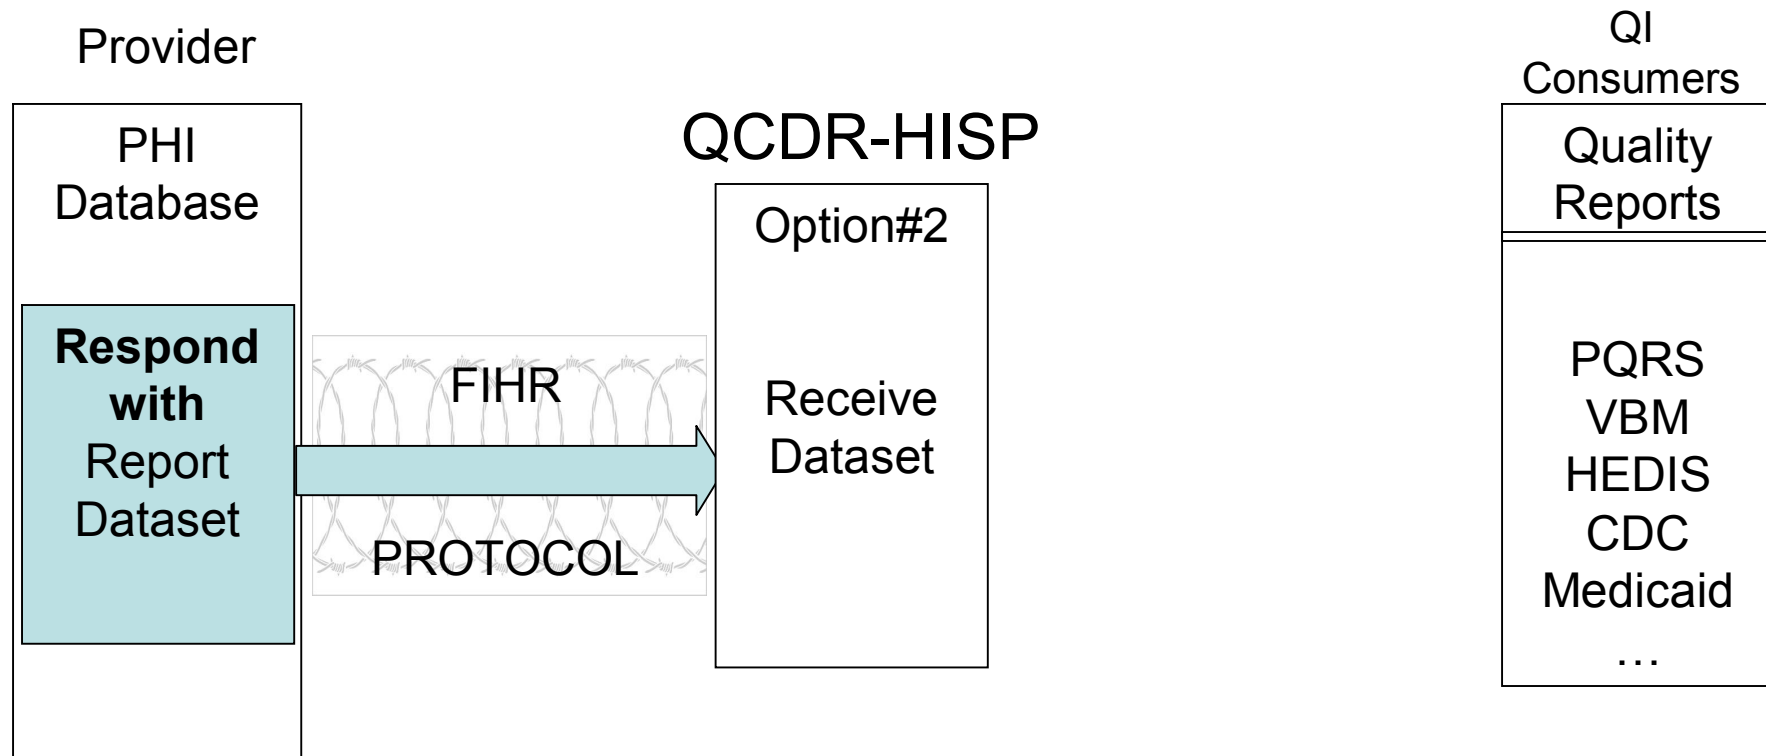 Provider
PHI
Database
Respond
with
Report
Dataset
FIHR
PROTOCOL
QCDR-HISP
Option#2
Receive
Dataset
QI
Consumers
Quality
Reports
PQRS
VBM
HEDIS
CDC
Medicaid
…